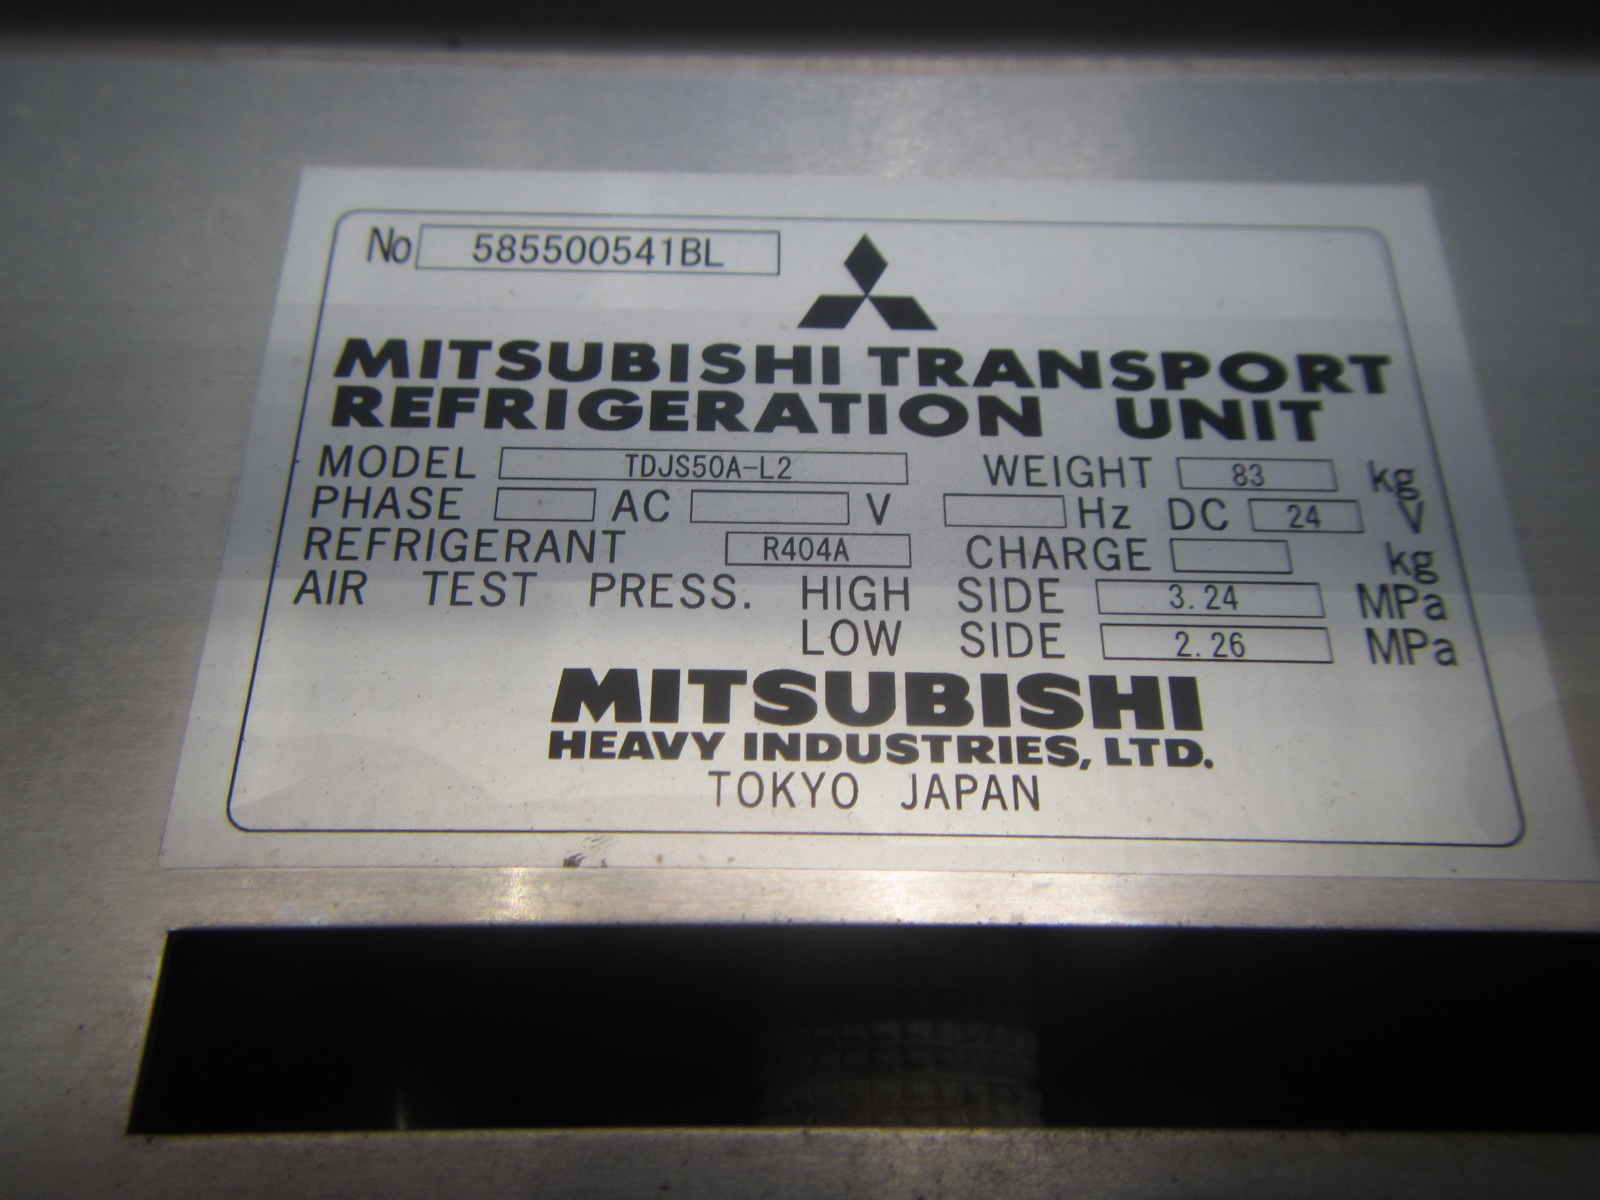 No 585500541BL
MITSUBISHI TRANSPORT
REFRIGERATION UNIT
MODEL TDJS50A-L2 WEIGHT 83 kg
PHASE AC V Hz DC 24 V
REFRIGERANT R404A CHARGE kg
AIR TEST PRESS. HIGH SIDE 3.24 MPa
LOW SIDE 2.26 MPa
MITSUBISHI
HEAVY INDUSTRIES, LTD.
TOKYO JAPAN